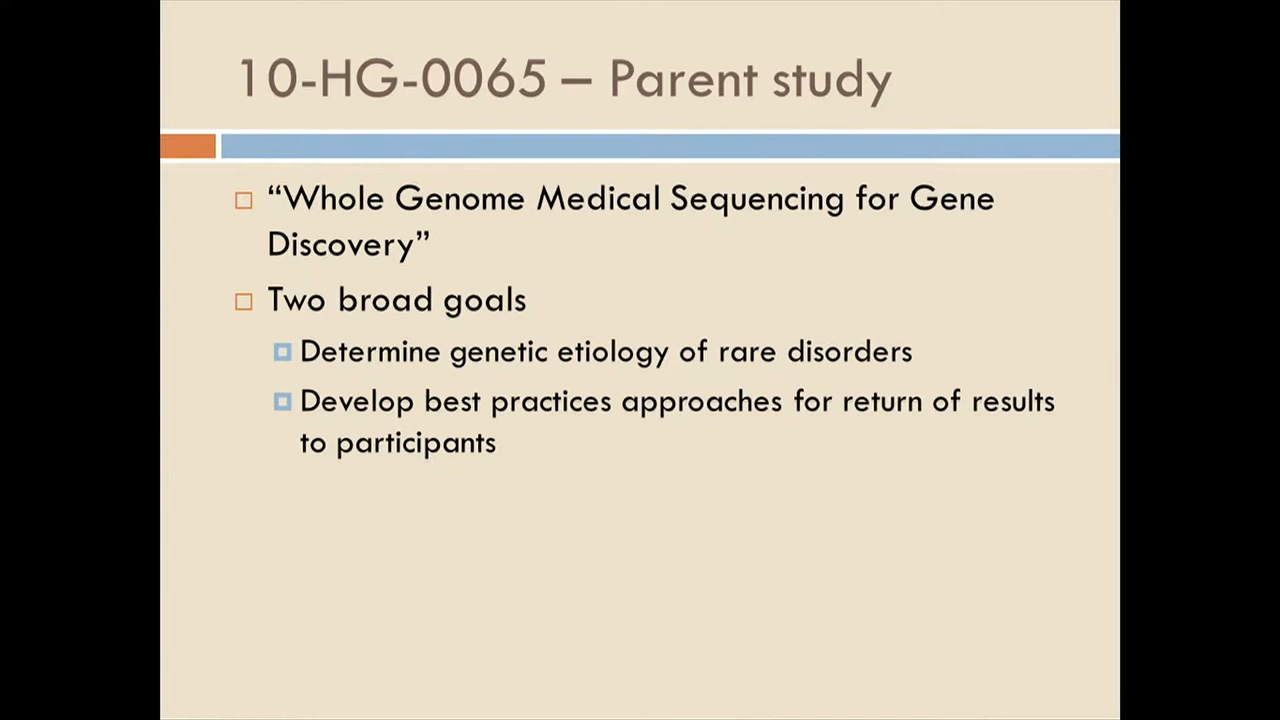 10-HG-0065 – Parent study
“Whole Genome Medical Sequencing for Gene
Discovery”
Two broad goals
Determine genetic etiology of rare disorders
Develop best practices approaches for return of results
to participants